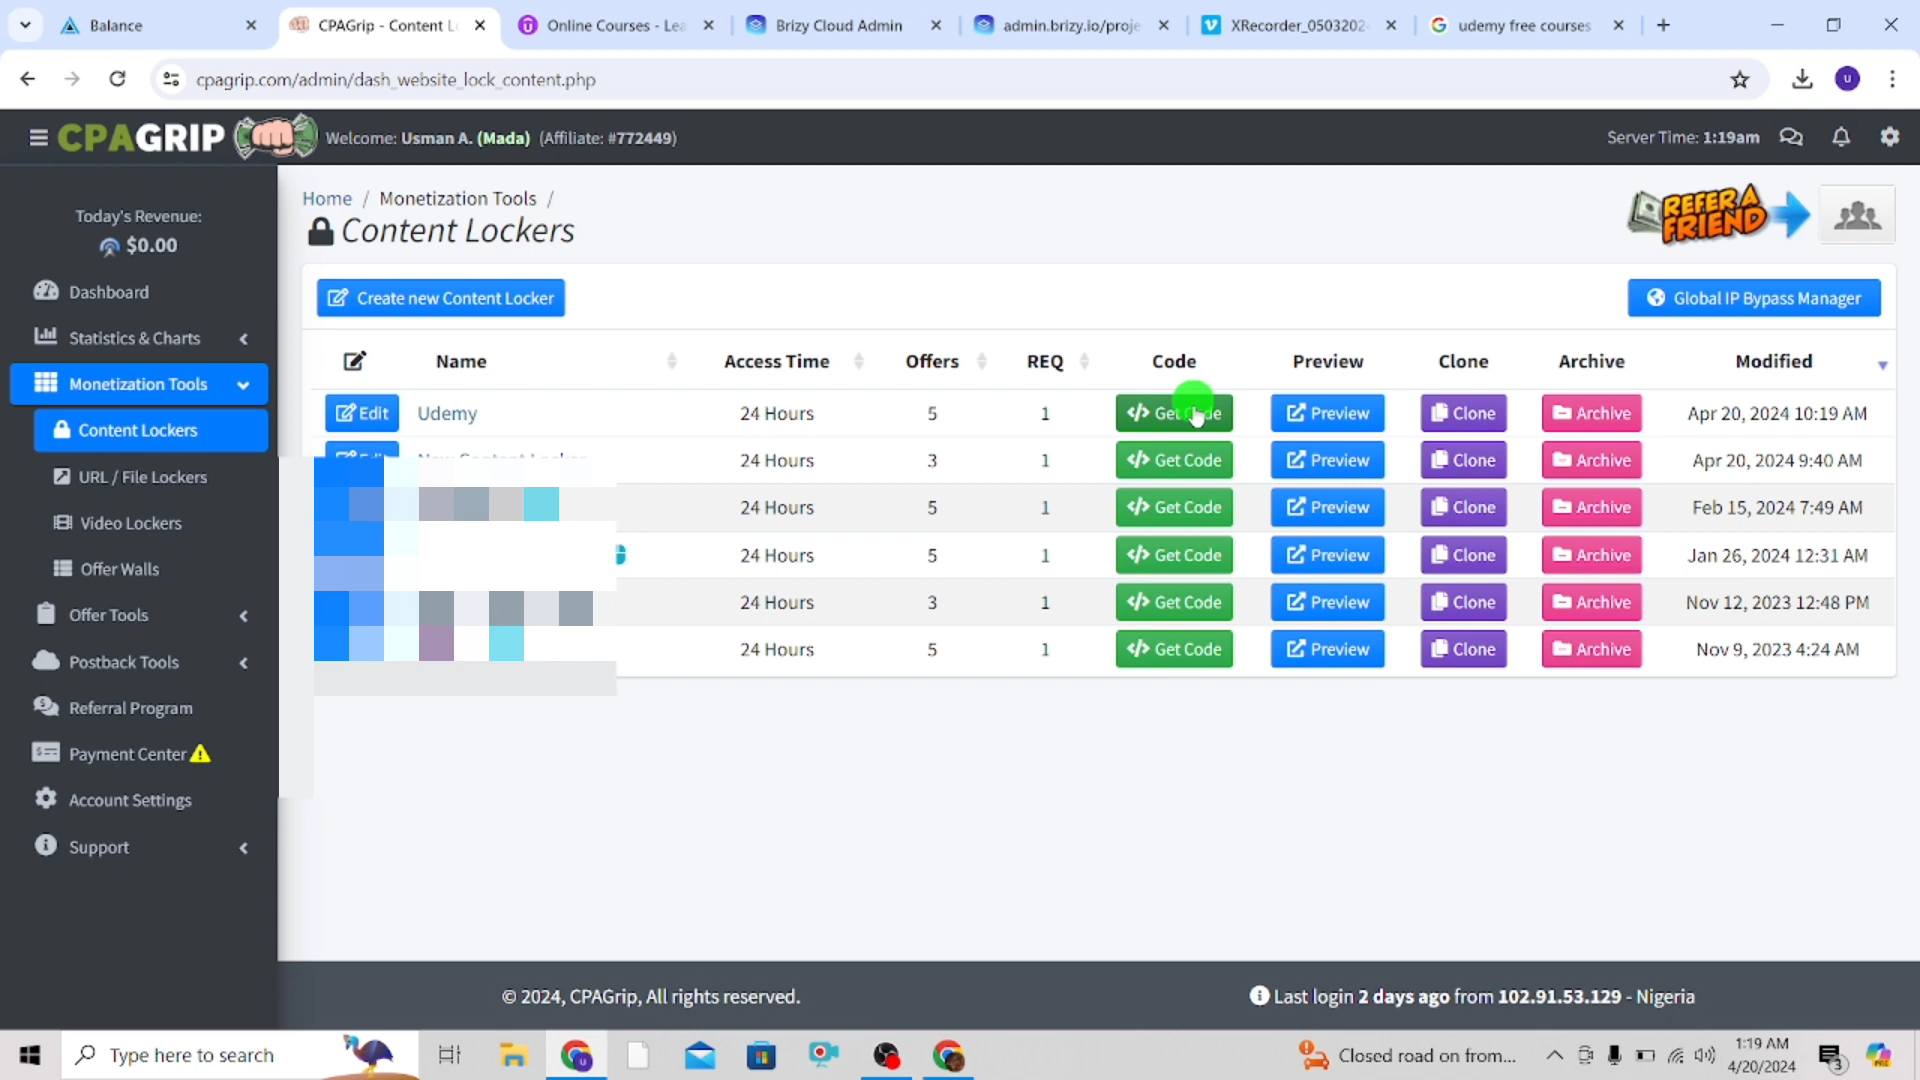 Balance
CPAGrip - Content L
Online Courses - Lea
Brizy Cloud Admin
admin.brizy.io/proje
XRecorder_0503202
udemy free courses
cpagrip.com/admin/dash_website_lock_content.php
u
CPAGRIP Welcome: Usman A. (Mada) (Affiliate: #772449)
Server Time: 1:19am
Today's Revenue:
$0.00
Dashboard
Statistics & Charts
Monetization Tools
Content Lockers
URL / File Lockers
Video Lockers
Offer Walls
Offer Tools
Postback Tools
Referral Program
Payment Center
Account Settings
Support
Home / Monetization Tools /
Content Lockers
REFER A
FRIEND
Create new Content Locker
Global IP Bypass Manager
Name Access Time Offers REQ Code Preview Clone Archive Modified
Edit Udemy 24 Hours 5 1 </> Get Code Preview Clone Archive Apr 20, 2024 10:19 AM
24 Hours 3 1 </> Get Code Preview Clone Archive Apr 20, 2024 9:40 AM
24 Hours 5 1 </> Get Code Preview Clone Archive Feb 15, 2024 7:49 AM
24 Hours 5 1 </> Get Code Preview Clone Archive Jan 26, 2024 12:31 AM
24 Hours 3 1 </> Get Code Preview Clone Archive Nov 12, 2023 12:48 PM
24 Hours 5 1 </> Get Code Preview Clone Archive Nov 9, 2023 4:24 AM
© 2024, CPAGrip, All rights reserved.
Last login 2 days ago from 102.91.53.129 - Nigeria
Type here to search
Closed road on from...
1:19 AM
4/20/2024
3